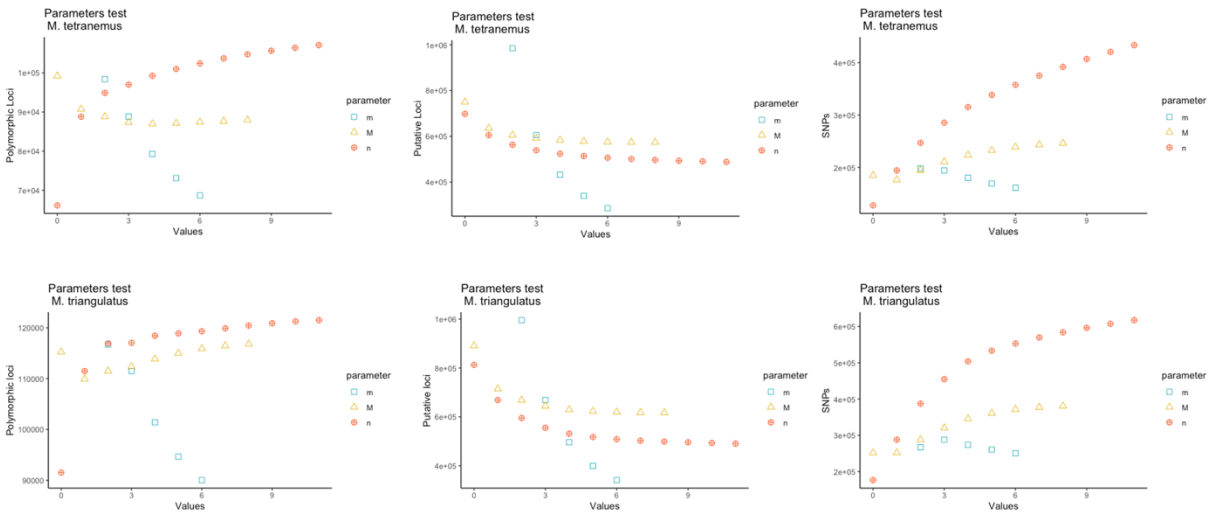 Parameters test
M. tetranemus
Polymorphic Loci
1e+05
9e+04
8e+04
7e+04
0
3
6
9
Values
parameter
m
M
n
Parameters test
M. tetranemus
Putative Loci
1e+06
8e+05
6e+05
4e+05
0
3
6
9
Values
parameter
m
M
n
Parameters test
M. tetranemus
SNPs
4e+05
3e+05
2e+05
0
3
6
9
Values
parameter
m
M
n
Parameters test
M. triangulatus
Polymorphic loci
120000
110000
100000
90000
0
3
6
9
Values
parameter
m
M
n
Parameters test
M. triangulatus
Putative loci
1e+06
8e+05
6e+05
4e+05
0
3
6
9
Values
parameter
m
M
n
Parameters test
M. triangulatus
SNPs
6e+05
5e+05
4e+05
3e+05
2e+05
0
3
6
9
Values
parameter
m
M
n